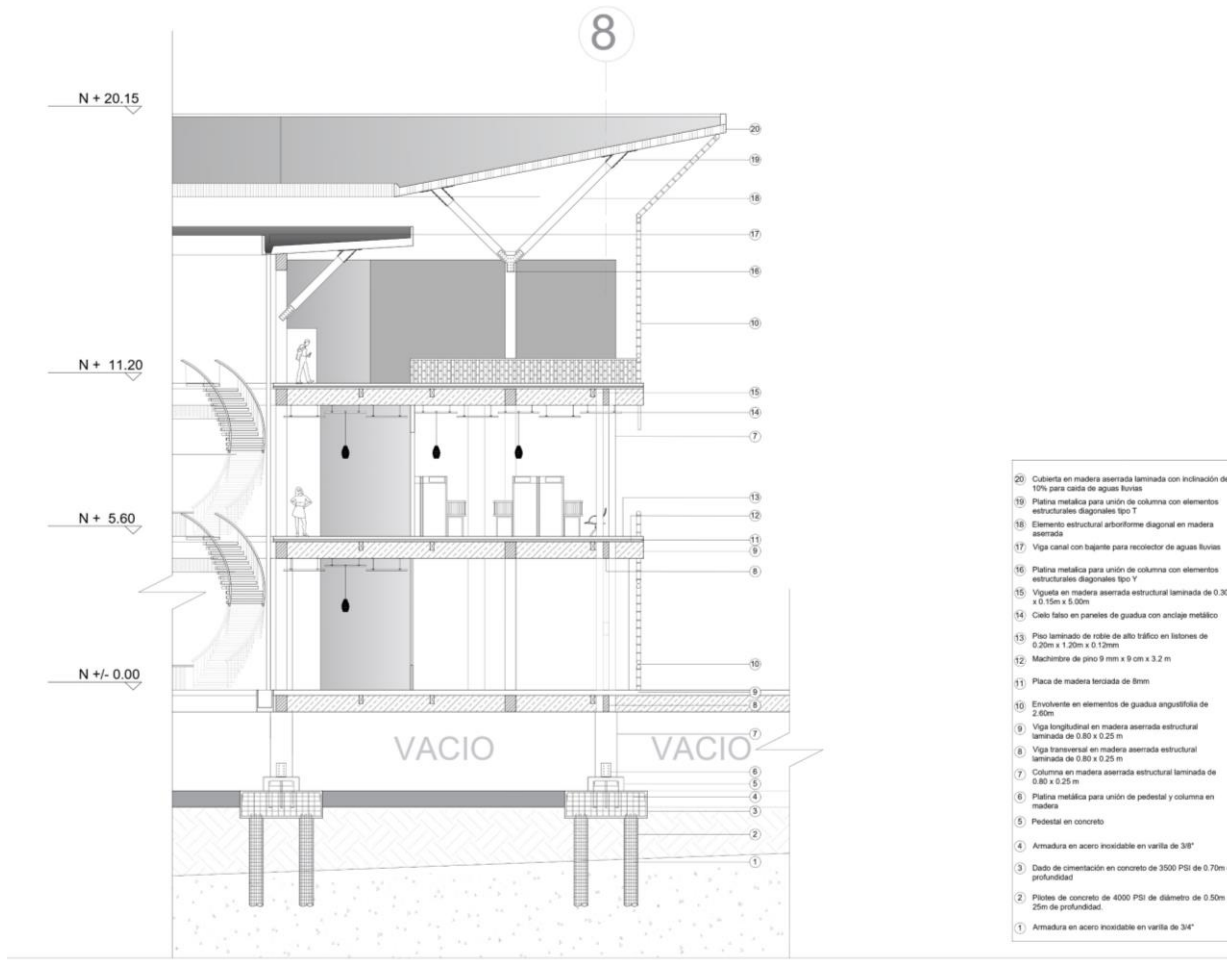 8
N + 20.15
20
19
18
17
16
10
N + 11.20
15
14
7
13
N + 5.60
12
11
9
8
10
N +/- 0.00
9
8
VACIO
VACIO
7
6
5
4
3
2
1
20 Cubierta en madera aserrada laminada con inclinación de
10% para caida de aguas lluvias
19 Platina metalica para unión de columna con elementos
estructurales diagonales tipo T
18 Elemento estructural arboriforme diagonal en madera
aserrada
17 Viga canal con bajante para recolector de aguas lluvias
16 Platina metalica para unión de columna con elementos
estructurales diagonales tipo Y
15 Vigueta en madera aserrada estructural laminada de 0.30
x 0.15m x 5.00m
14 Cielo falso en paneles de guadua con anclaje metálico
13 Piso laminado de roble de alto tráfico en listones de
0.20m x 1.20m x 0.12mm
12 Machimbre de pino 9 mm x 9 cm x 3.2 m
11 Placa de madera terciada de 8mm
10 Envolvente en elementos de guadua angustifolia de
2.60m
9 Viga longitudinal en madera aserrada estructural
laminada de 0.80 x 0.25 m
8 Viga transversal en madera aserrada estructural
laminada de 0.80 x 0.25 m
7 Columna en madera aserrada estructural laminada de
0.80 x 0.25 m
6 Platina metálica para unión de pedestal y columna en
madera
5 Pedestal en concreto
4 Armadura en acero inoxidable en varilla de 3/8"
3 Dado de cimentación en concreto de 3500 PSI de 0.70m
profundidad
2 Pilotes de concreto de 4000 PSI de diámetro de 0.50m
25m de profundidad.
1 Armadura en acero inoxidable en varilla de 3/4"